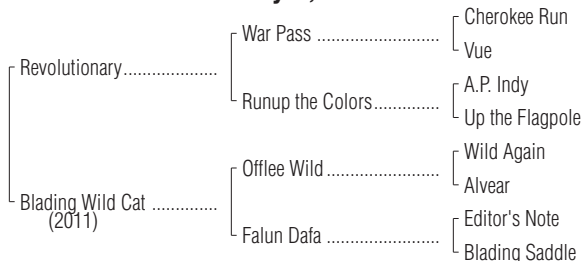 Cherokee Run
War Pass ....................
Vue
Revolutionary....................
A.P. Indy
Runup the Colors..............
Up the Flagpole
Wild Again
Offlee Wild .......................
Alvear
Blading Wild Cat ..............
(2011)
Editor's Note
Falun Dafa .......................
Blading Saddle